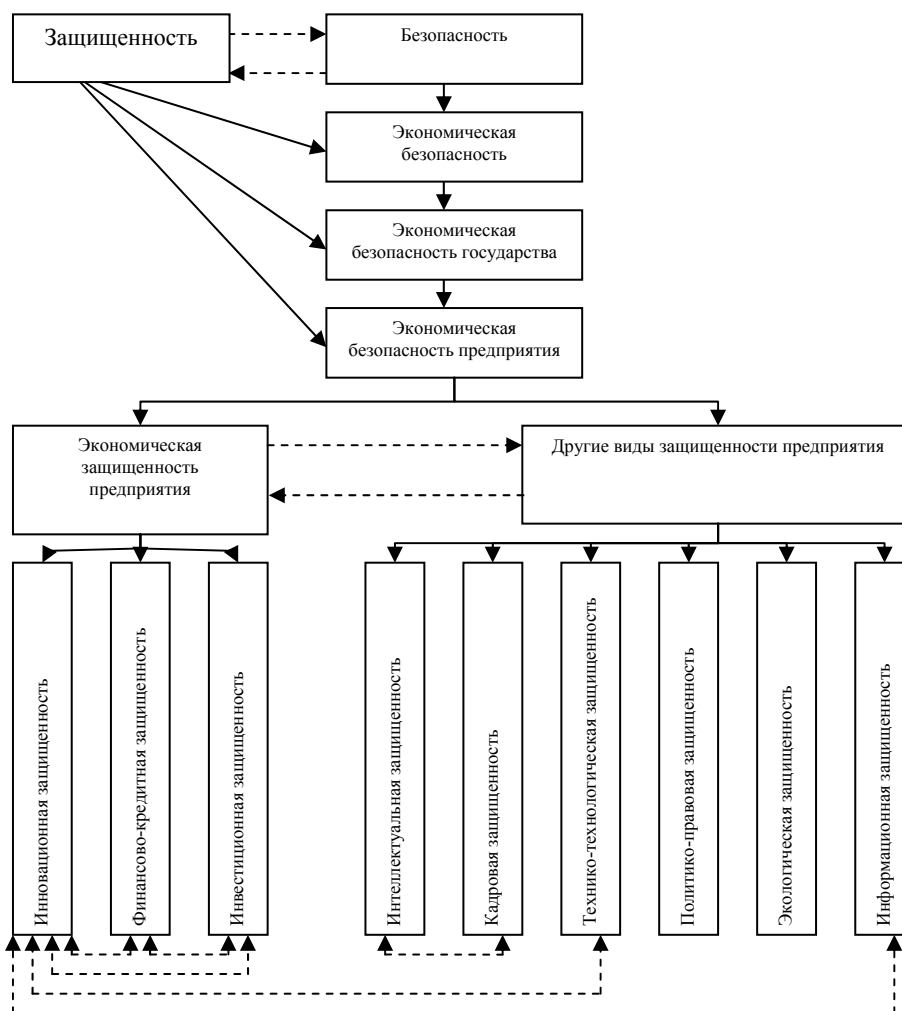 Защищенность
Безопасность
Экономическая
безопасность
Экономическая
безопасность государства
Экономическая
безопасность предприятия
Экономическая
защищенность
предприятия
Другие виды защищенности предприятия
Инновационная защищенность
Финансово-кредитная защищенность
Инвестиционная защищенность
Интеллектуальная защищенность
Кадровая защищенность
Технико-технологическая защищенность
Политико-правовая защищенность
Экологическая защищенность
Информационная защищенность